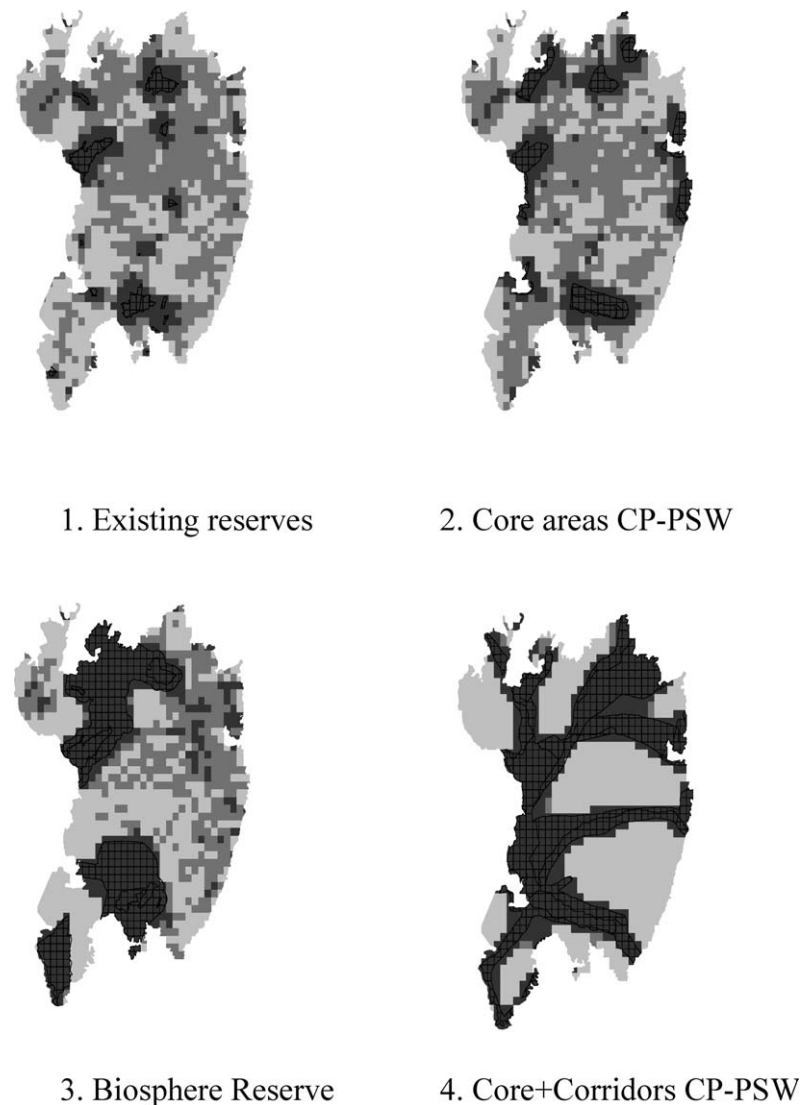 1. Existing reserves
2. Core areas CP-PSW
3. Biosphere Reserve
4. Core+Corridors CP-PSW